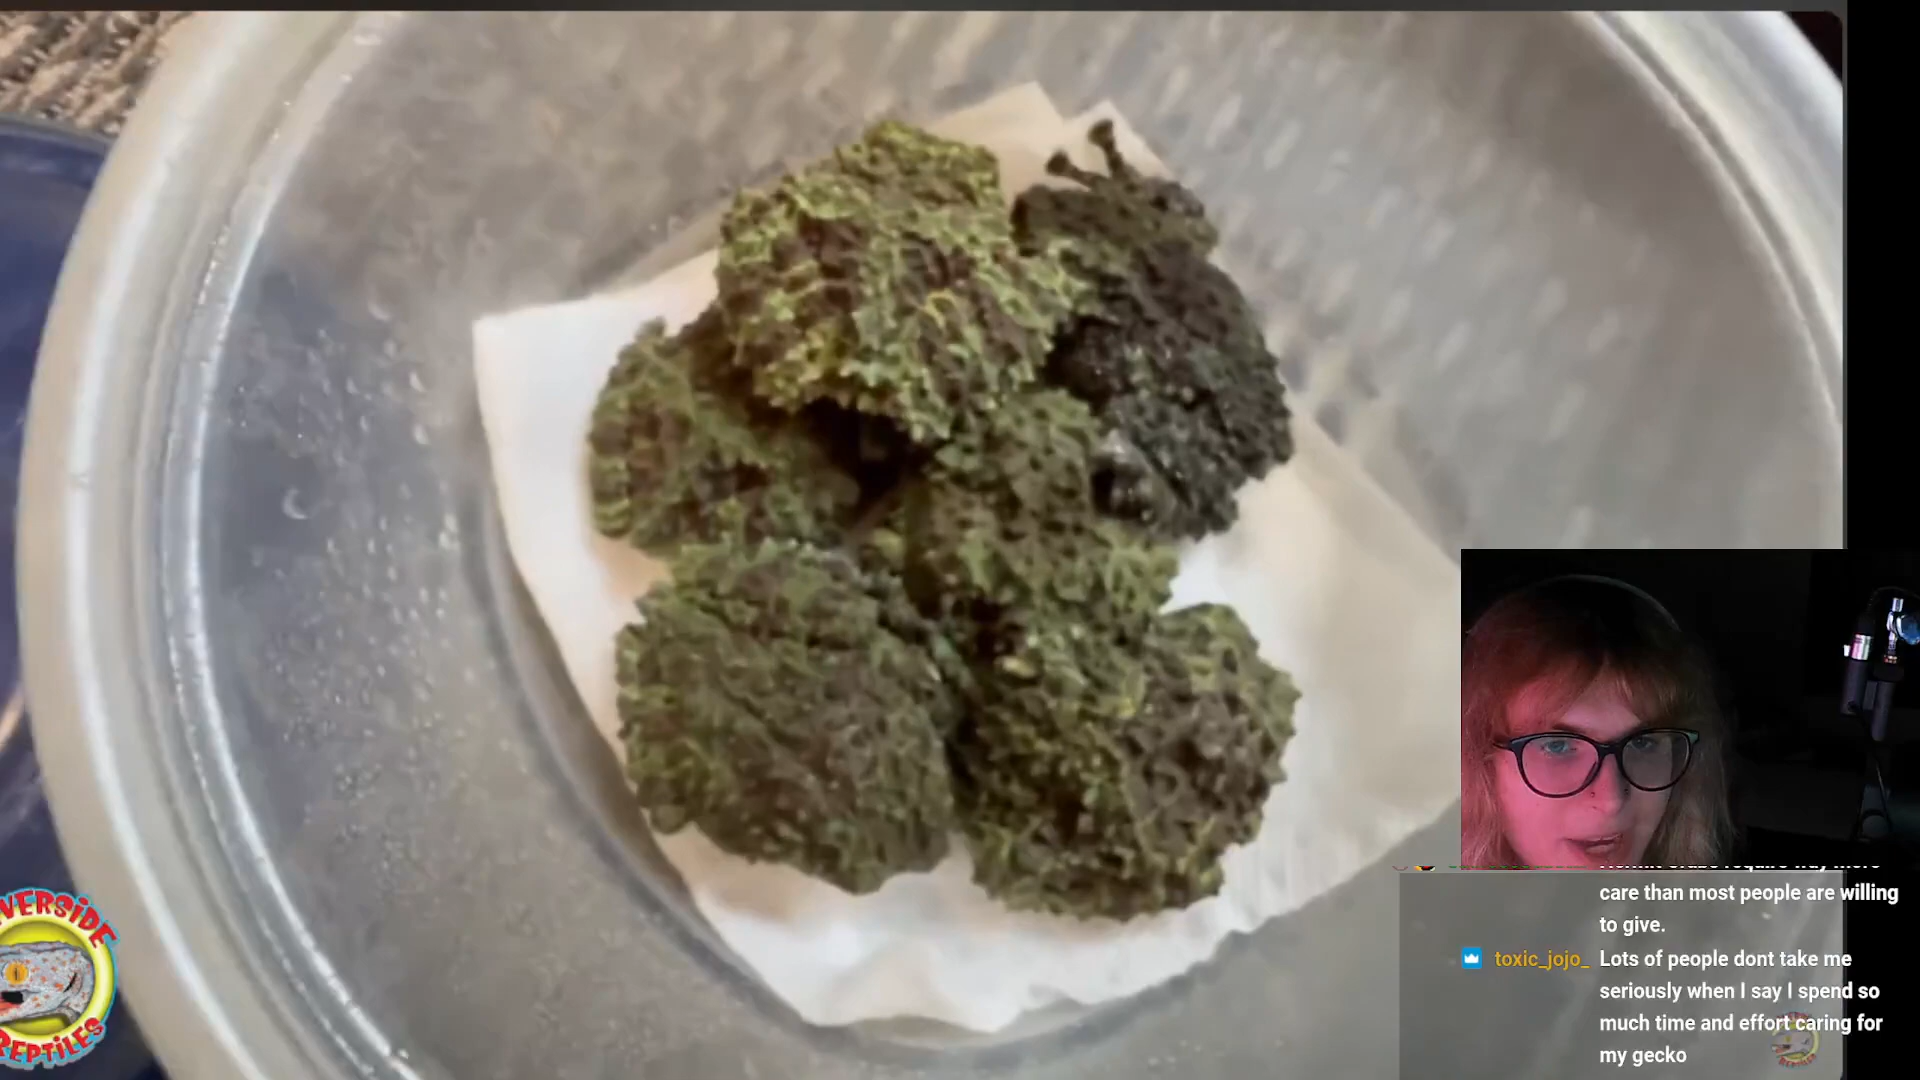 VERSIDE
REPTILES
care than most people are willing
to give.
toxic_jojo_ Lots of people dont take me
seriously when I say I spend so
much time and effort caring for
my gecko